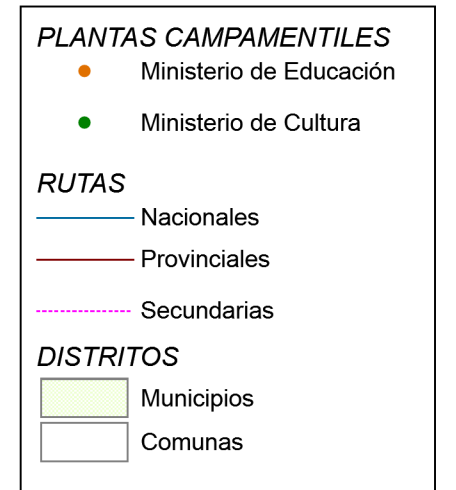 PLANTAS CAMPAMENTILES
Ministerio de Educación
Ministerio de Cultura
RUTAS
Nacionales
Provinciales
Secundarias
DISTRITOS
Municipios
Comunas